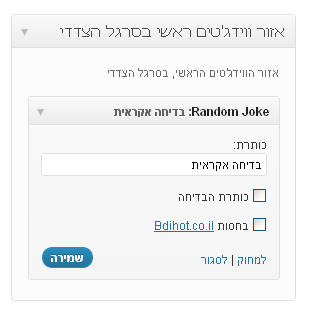 אזור ווידג'טים ראשי בסרגל הצדדי
אזור הווידג'טים הראשי, בסרגל הצדדי
Random Joke: בדיחה אקראית
כותרת:
בדיחה אקראית
כותרת הבדיחה
בחסות Bdihot.co.il
למחוק | לסגור
שמירה